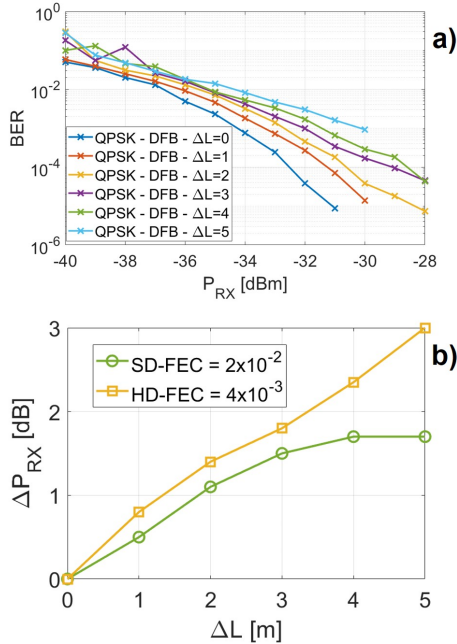 a)
10^0
10^-2
10^-4
10^-6
BER
QPSK - DFB - ΔL=0
QPSK - DFB - ΔL=1
QPSK - DFB - ΔL=2
QPSK - DFB - ΔL=3
QPSK - DFB - ΔL=4
QPSK - DFB - ΔL=5
-40 -38 -36 -34 -32 -30 -28
P_RX [dBm]
b)
3
2
1
0
ΔP_RX [dB]
SD-FEC = 2x10^-2
HD-FEC = 4x10^-3
0 1 2 3 4 5
ΔL [m]